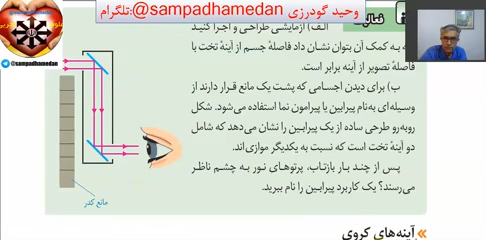 وحید گودرزی @sampadhamedan:تلگرام
@sampadhamedan
فعالیت
الف) آزمایشی طراحی و اجرا کنید
که به کمک آن بتوان نشان داد فاصلهٔ جسم از آینهٔ تخت با
فاصلهٔ تصویر از آینه برابر است.
ب) برای دیدن اجسامی که پشت یک مانع قرار دارند از
وسیله‌ای به‌نام پیرابین یا پیرامون نما استفاده می‌شود. شکل
روبه‌رو طرحی ساده از یک پیرابین را نشان می‌دهد که شامل
دو آینهٔ تخت است که نسبت به یکدیگر موازی‌اند.
پس از چند بار بازتاب، پرتوهای نور به چشم ناظر
می‌رسند؟ یک کاربرد پیرابین را نام ببرید.
مانع کدر
آینه‌های کروی